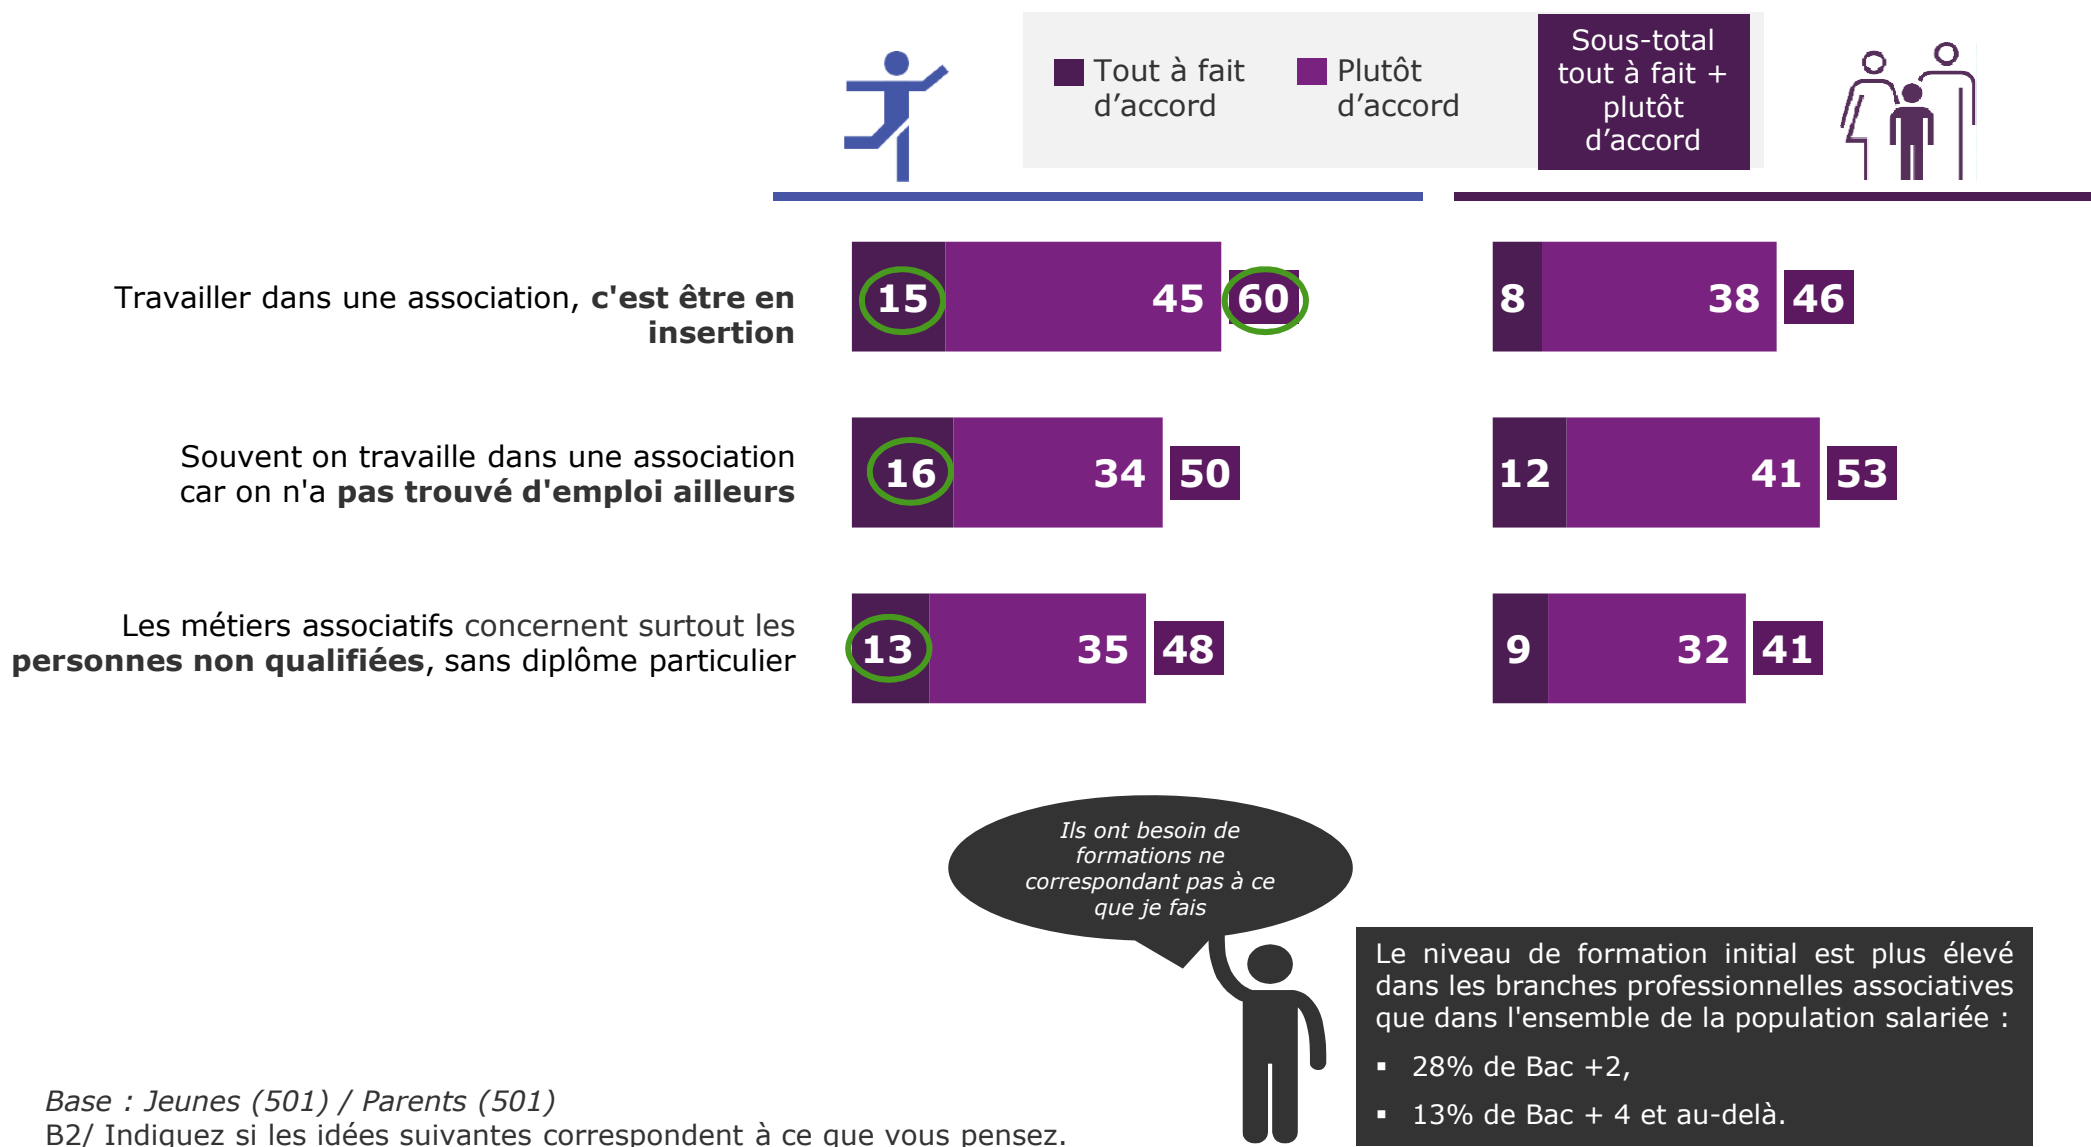 Tout à fait
d’accord
Plutôt
d’accord
Sous-total
tout à fait +
plutôt
d’accord
Travailler dans une association, c'est être en
insertion
15 45 60 8 38 46
Souvent on travaille dans une association
car on n'a pas trouvé d'emploi ailleurs
16 34 50 12 41 53
Les métiers associatifs concernent surtout les
personnes non qualifiées, sans diplôme particulier
13 35 48 9 32 41
Ils ont besoin de
formations ne
correspondant pas à ce
que je fais
Le niveau de formation initial est plus élevé
dans les branches professionnelles associatives
que dans l'ensemble de la population salariée :
▪ 28% de Bac +2,
▪ 13% de Bac + 4 et au-delà.
Base : Jeunes (501) / Parents (501)
B2/ Indiquez si les idées suivantes correspondent à ce que vous pensez.